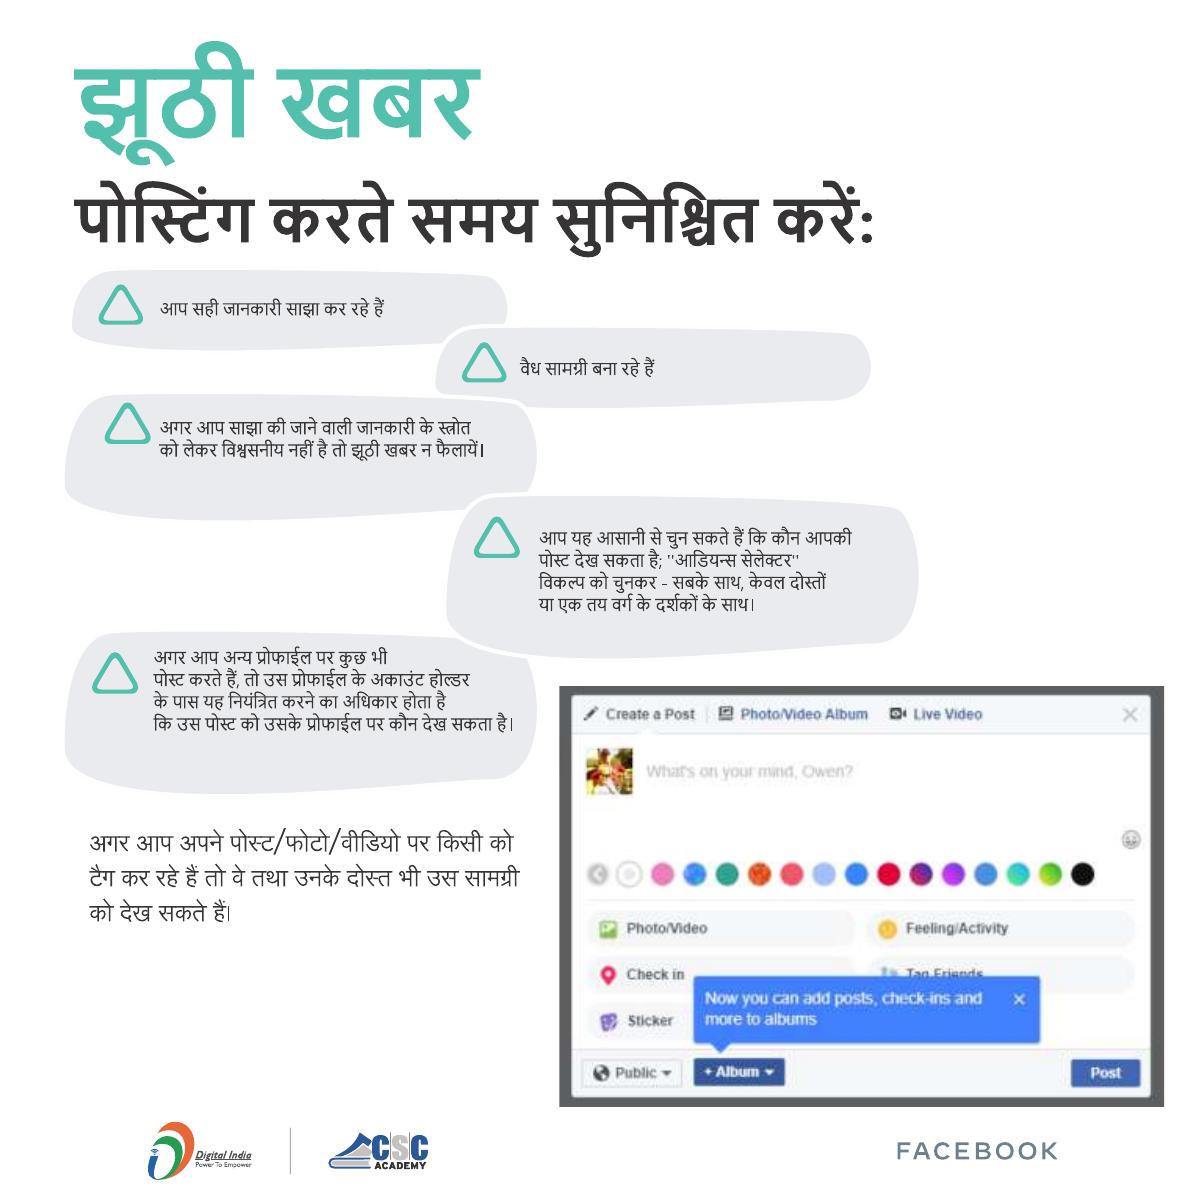 झूठी खबर
पोस्टिंग करते समय सुनिश्चित करें:
आप सही जानकारी साझा कर रहे हैं
वैध सामग्री बना रहे हैं
अगर आप साझा की जाने वाली जानकारी के स्त्रोत
को लेकर विश्वसनीय नहीं है तो झूठी खबर न फैलायें।
आप यह आसानी से चुन सकते हैं कि कौन आपकी
पोस्ट देख सकता है; "आडियन्स सेलेक्टर"
विकल्प को चुनकर - सबके साथ, केवल दोस्तों
या एक तय वर्ग के दर्शकों के साथ।
अगर आप अन्य प्रोफाईल पर कुछ भी
पोस्ट करते हैं, तो उस प्रोफाईल के अकाउंट होल्डर
के पास यह नियंत्रित करने का अधिकार होता है
कि उस पोस्ट को उसके प्रोफाईल पर कौन देख सकता है।
अगर आप अपने पोस्ट/फोटो/वीडियो पर किसी को
टैग कर रहे हैं तो वे तथा उनके दोस्त भी उस सामग्री
को देख सकते हैं।
Create a Post Photo/Video Album Live Video
What's on your mind, Owen?
Photo/Video Feeling/Activity
Check in Tag Friends
Now you can add posts, check-ins and
more to albums
Sticker
Public + Album Post
Digital India
Power To Empower
CSC
ACADEMY
FACEBOOK